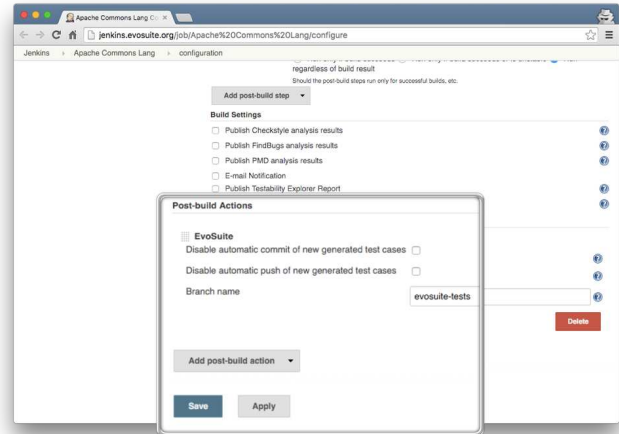 Apache Commons Lang Co
jenkins.evosuite.org/job/Apache%20Commons%20Lang/configure
Jenkins › Apache Commons Lang › configuration
regardless of build result
Should the post-build steps run only for successful builds, etc.
Add post-build step
Build Settings
Publish Checkstyle analysis results
Publish FindBugs analysis results
Publish PMD analysis results
E-mail Notification
Publish Testability Explorer Report
Post-build Actions
EvoSuite
Disable automatic commit of new generated test cases
Disable automatic push of new generated test cases
Branch name
evosuite-tests
Delete
Add post-build action
Save Apply